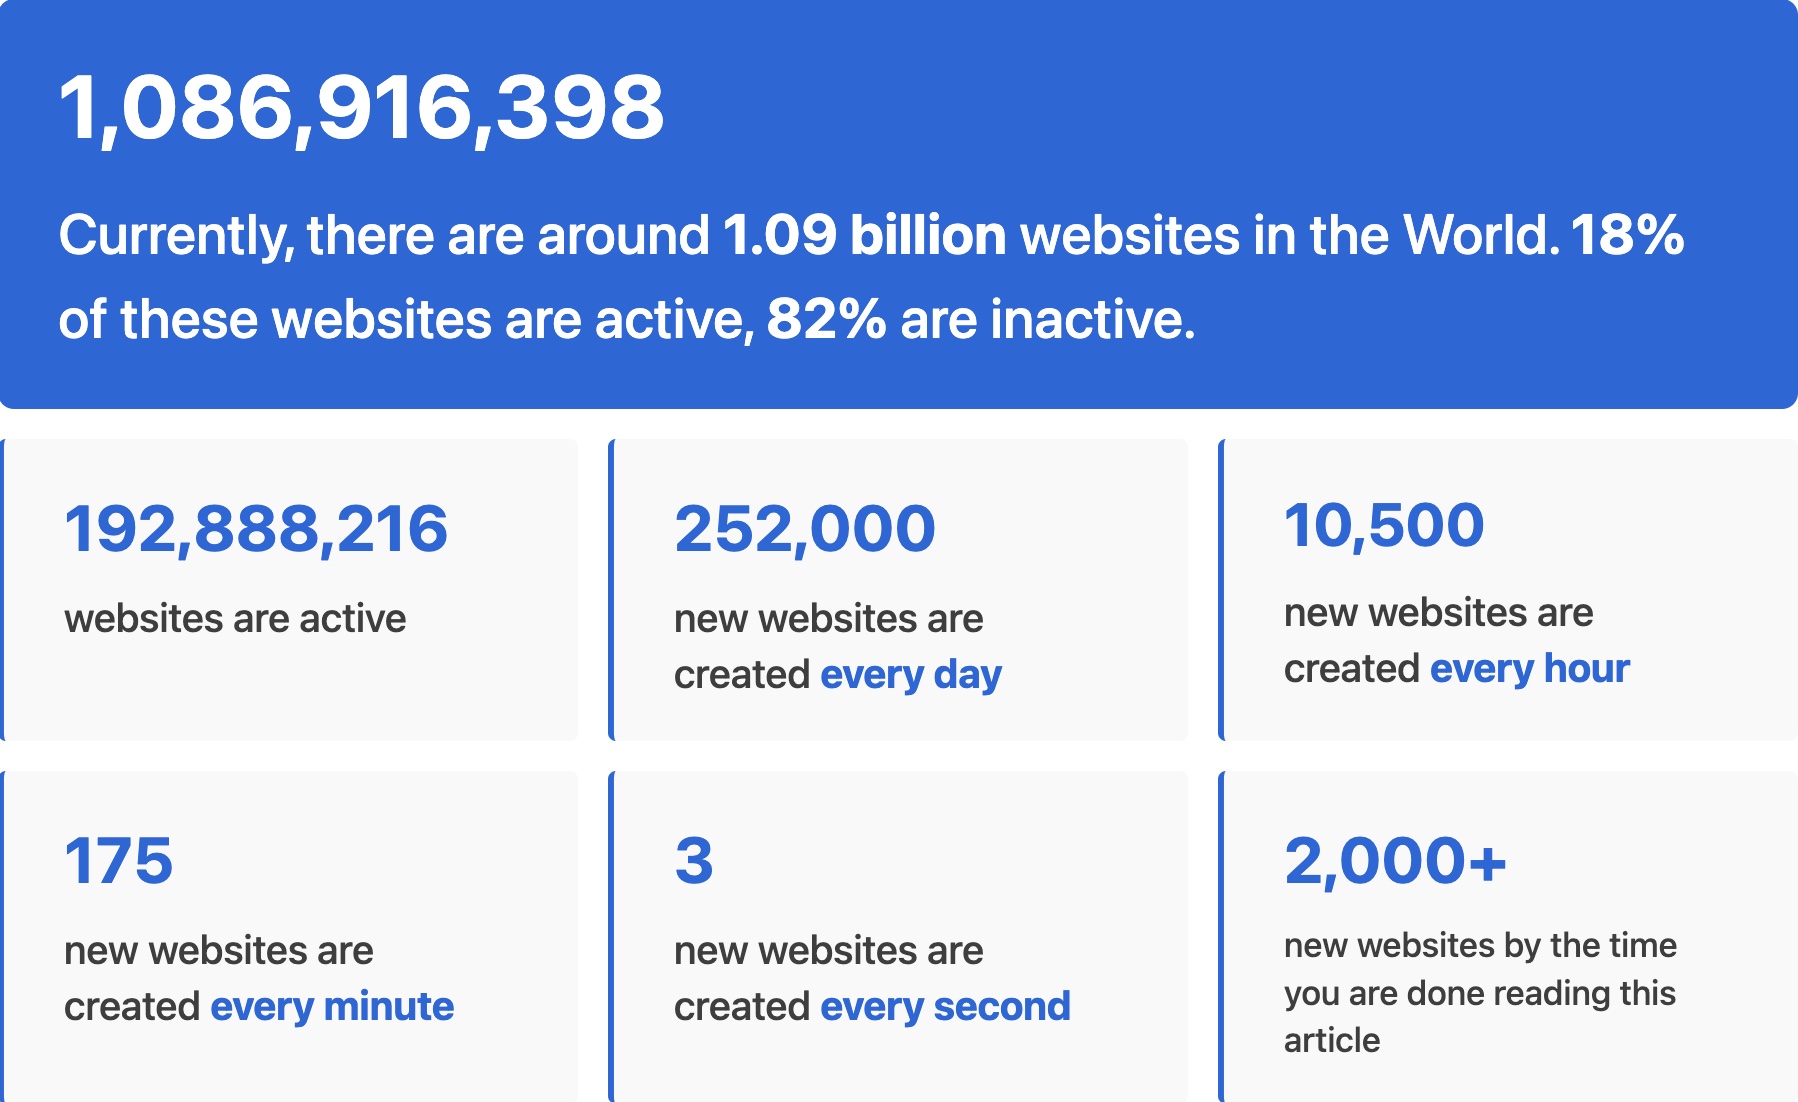 1,086,916,398
Currently, there are around 1.09 billion websites in the World. 18%
of these websites are active, 82% are inactive.
192,888,216
websites are active
252,000
new websites are
created every day
10,500
new websites are
created every hour
175
new websites are
created every minute
3
new websites are
created every second
2,000+
new websites by the time
you are done reading this
article